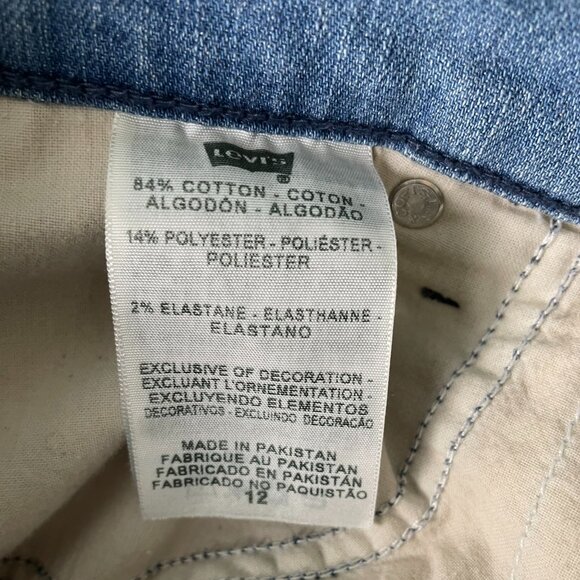 LEVI'S
84% COTTON - COTON -
ALGODÓN - ALGODÃO
14% POLYESTER - POLIÉSTER -
POLIESTER
2% ELASTANE - ELASTHANNE -
ELASTANO
EXCLUSIVE OF DECORATION -
EXCLUANT L'ORNEMENTATION -
EXCLUYENDO ELEMENTOS
DECORATIVOS - EXCLUINDO DECORAÇÃO
MADE IN PAKISTAN
FABRIQUE AU PAKISTAN
FABRICADO EN PAKISTÁN
FABRICADO NO PAQUISTÃO
12